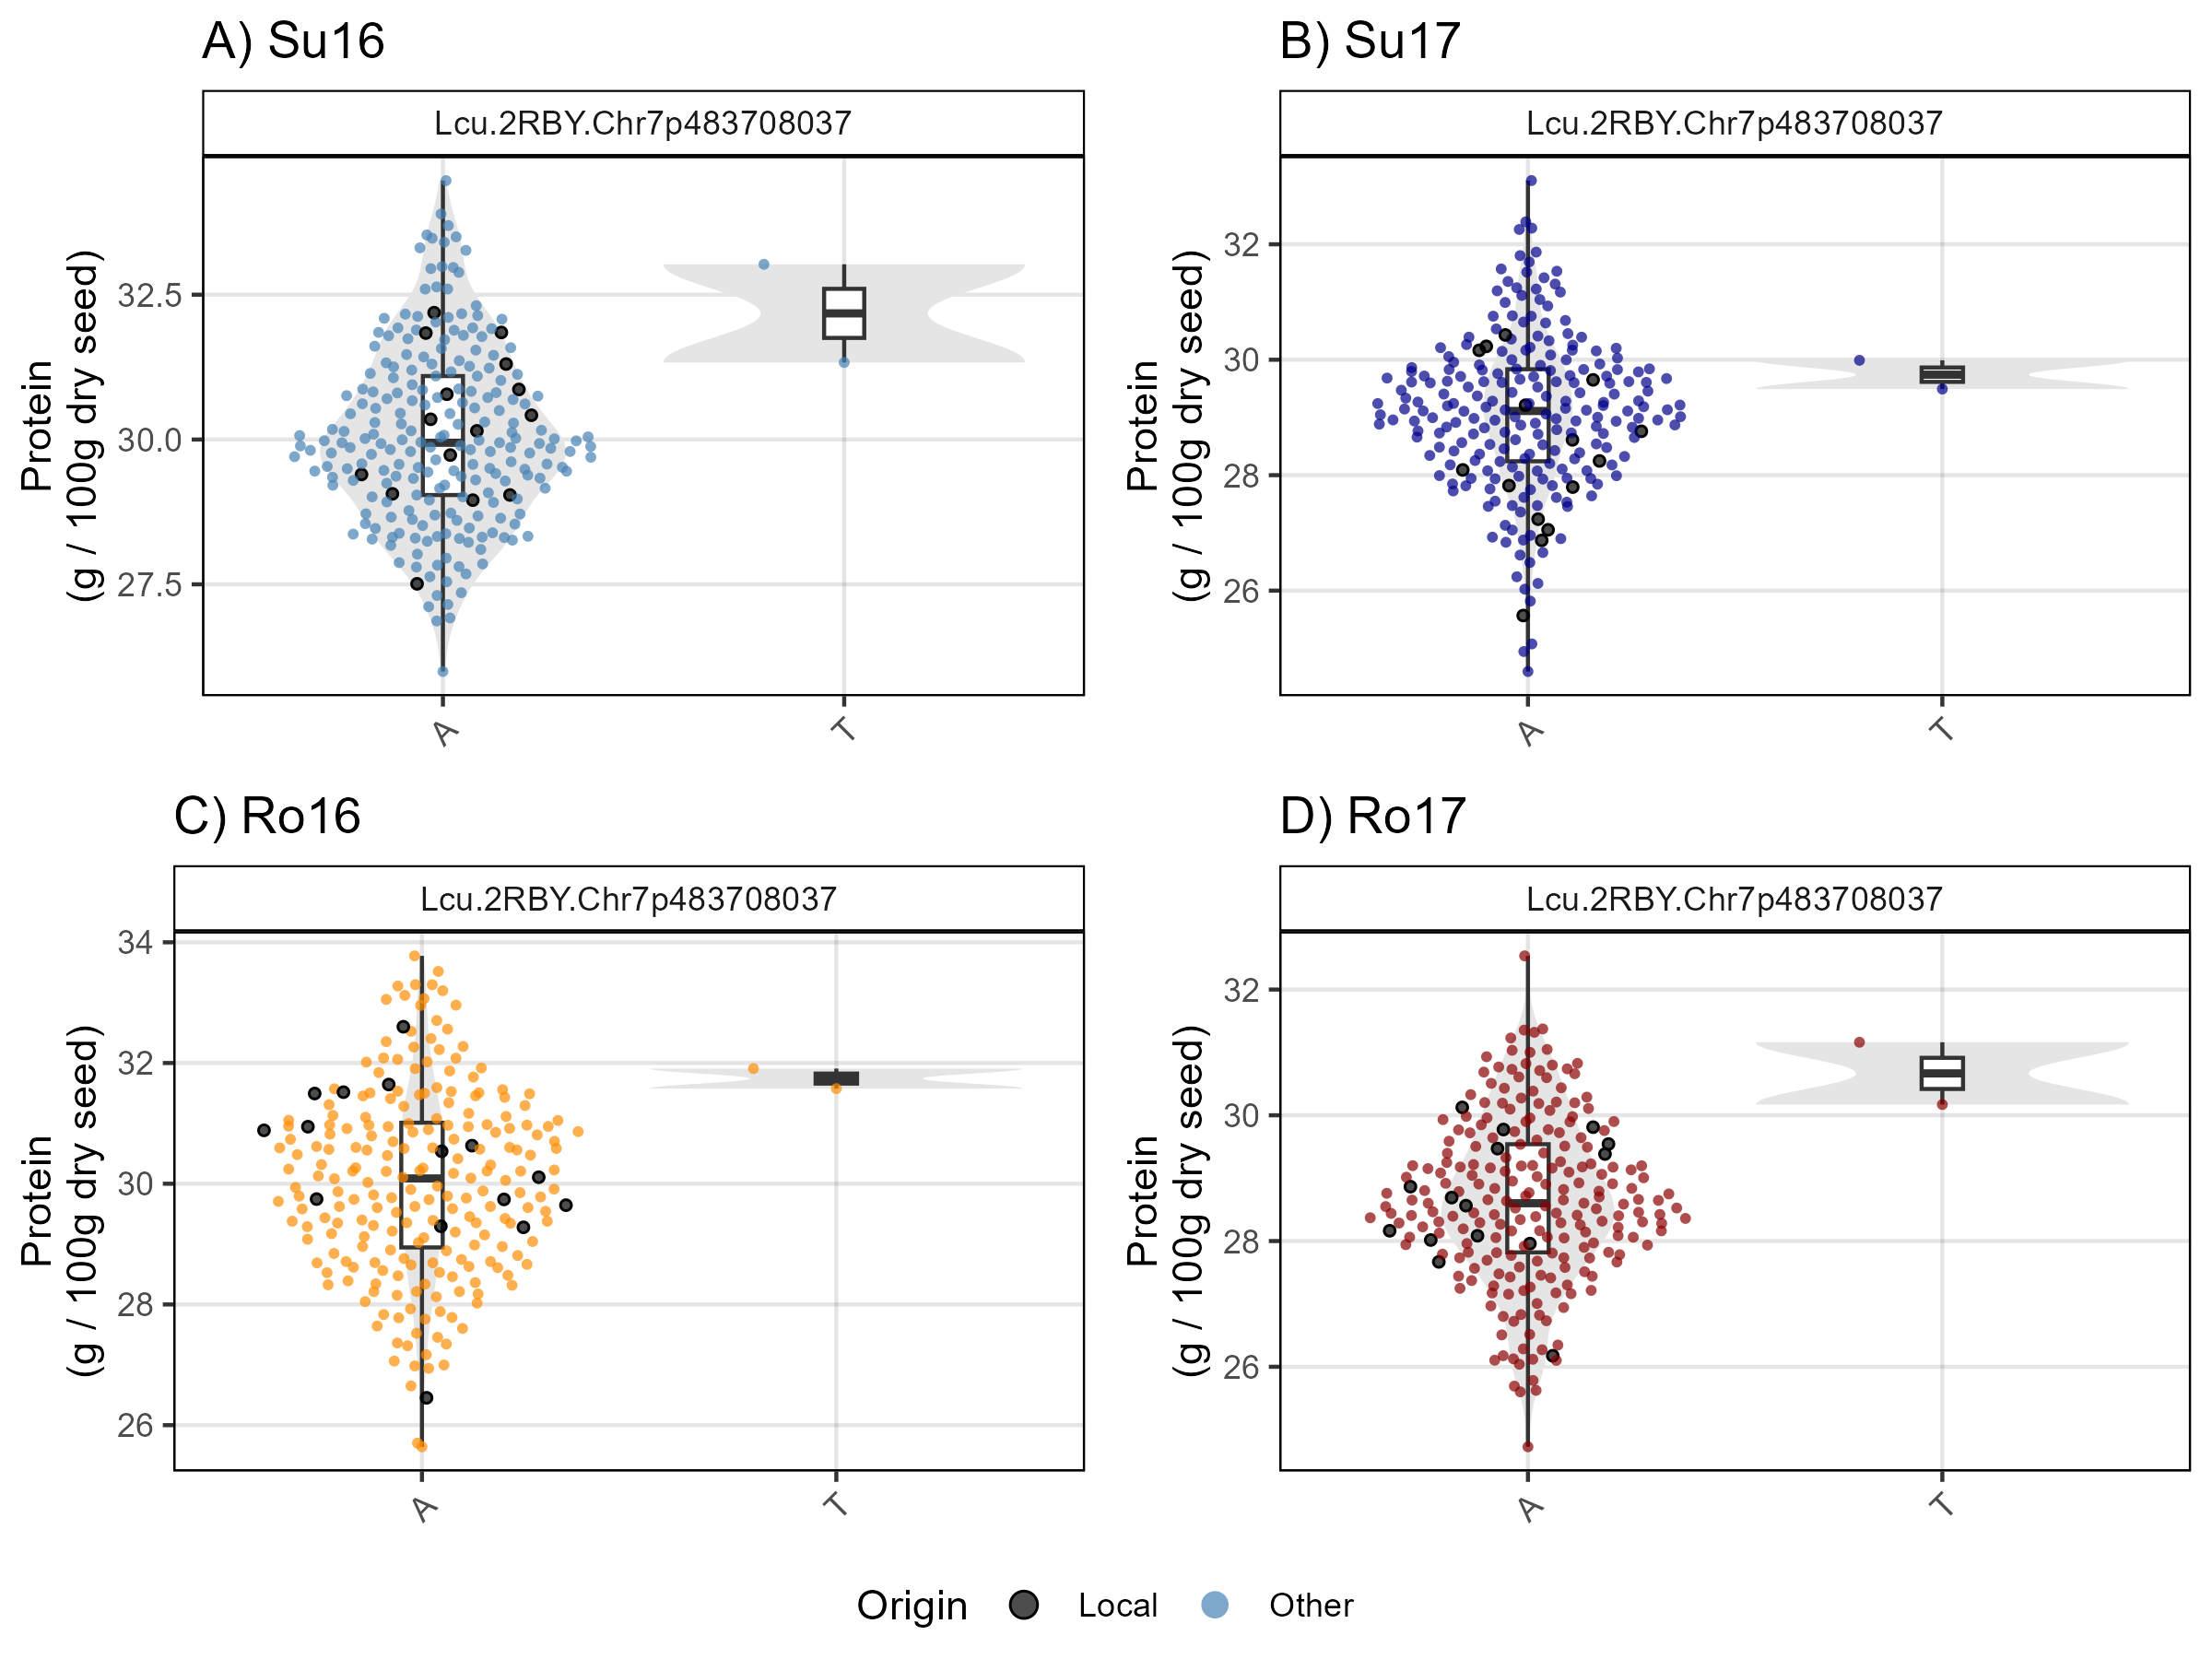 A) Su16
Lcu.2RBY.Chr7p483708037
Protein
(g / 100g dry seed)
32.5
30.0
27.5
A
T
B) Su17
Lcu.2RBY.Chr7p483708037
Protein
(g / 100g dry seed)
32
30
28
26
A
T
C) Ro16
Lcu.2RBY.Chr7p483708037
Protein
(g / 100g dry seed)
34
32
30
28
26
A
T
D) Ro17
Lcu.2RBY.Chr7p483708037
Protein
(g / 100g dry seed)
32
30
28
26
A
T
Origin Local Other